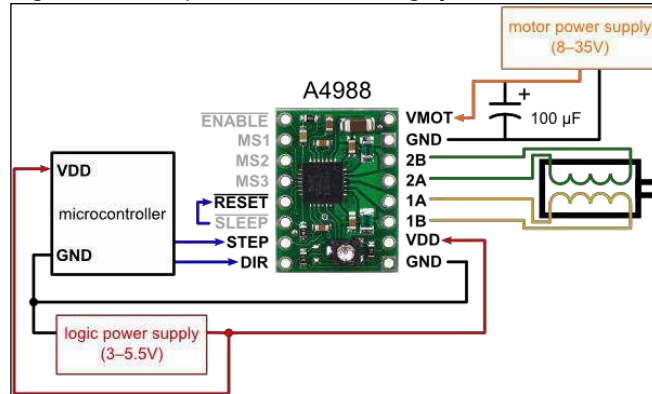 motor power supply
(8–35V)
A4988
ENABLE
MS1
MS2
MS3
RESET
SLEEP
STEP
DIR
VMOT
GND
2B
2A
1A
1B
VDD
GND
+
100 µF
VDD
microcontroller
GND
logic power supply
(3–5.5V)